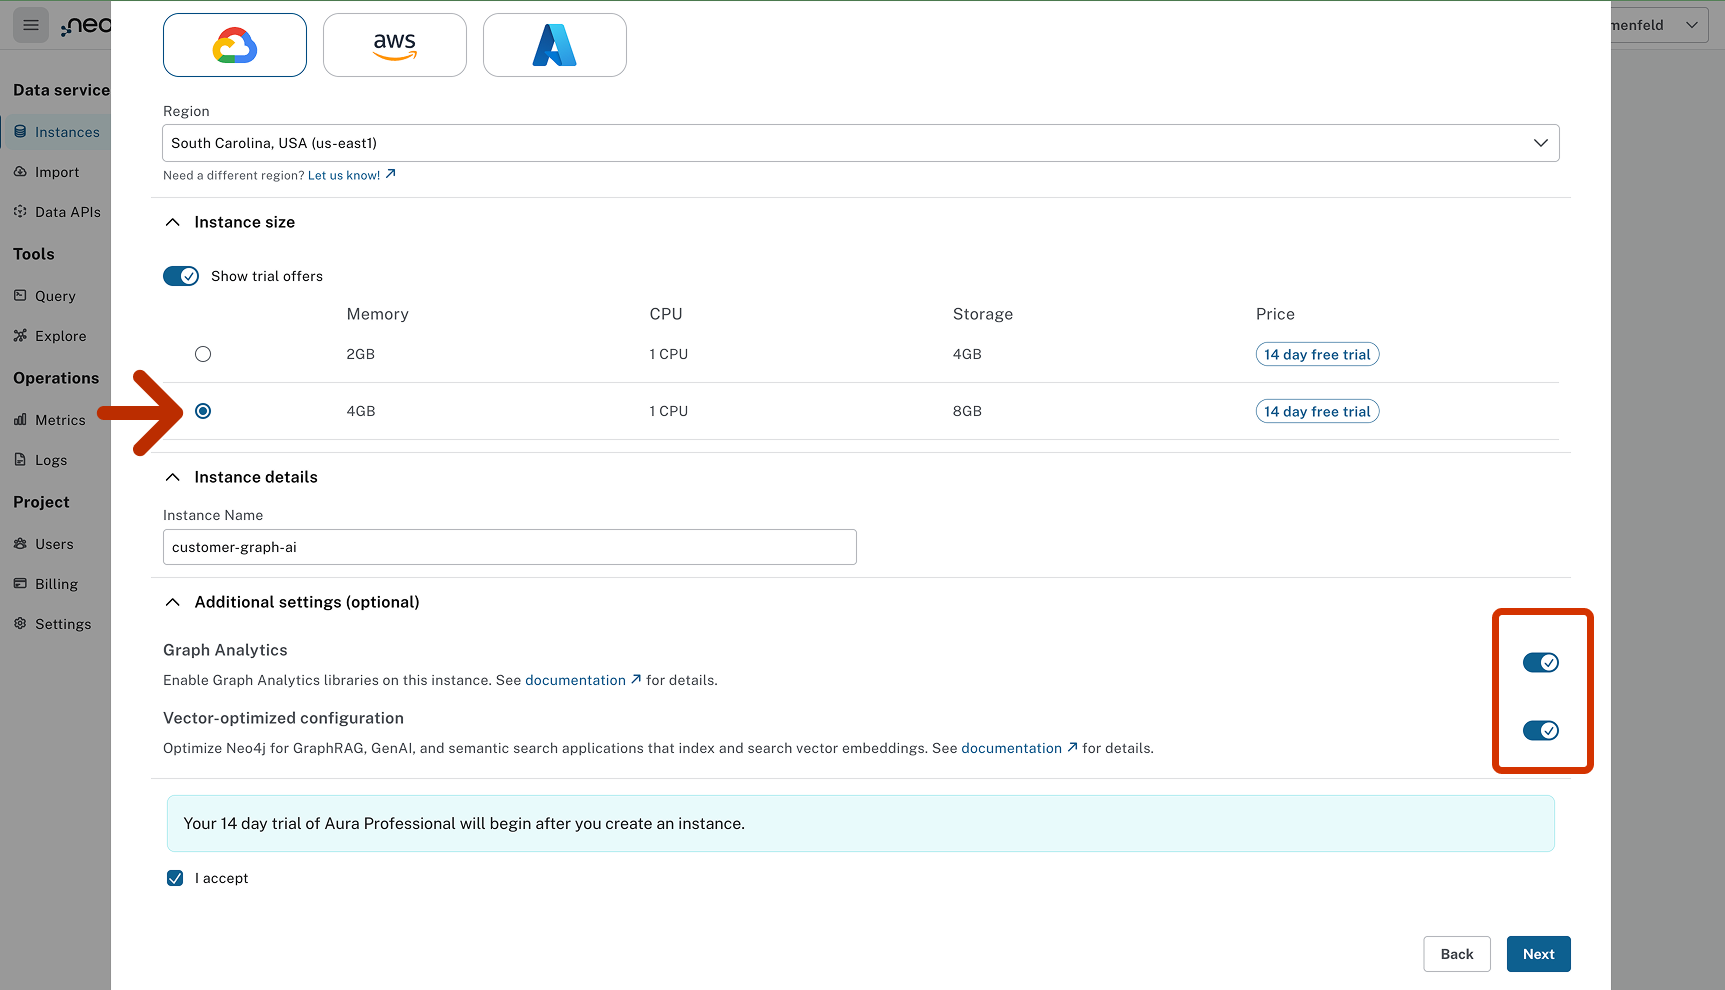 neo
menfeld
Data service
Instances
Import
Data APIs
Tools
Query
Explore
Operations
Metrics
Logs
Project
Users
Billing
Settings
aws
Region
South Carolina, USA (us-east1)
Need a different region? Let us know!
Instance size
Show trial offers
Memory CPU Storage Price
2GB 1 CPU 4GB 14 day free trial
4GB 1 CPU 8GB 14 day free trial
Instance details
Instance Name
customer-graph-ai
Additional settings (optional)
Graph Analytics
Enable Graph Analytics libraries on this instance. See documentation for details.
Vector-optimized configuration
Optimize Neo4j for GraphRAG, GenAI, and semantic search applications that index and search vector embeddings. See documentation for details.
Your 14 day trial of Aura Professional will begin after you create an instance.
I accept
Back Next